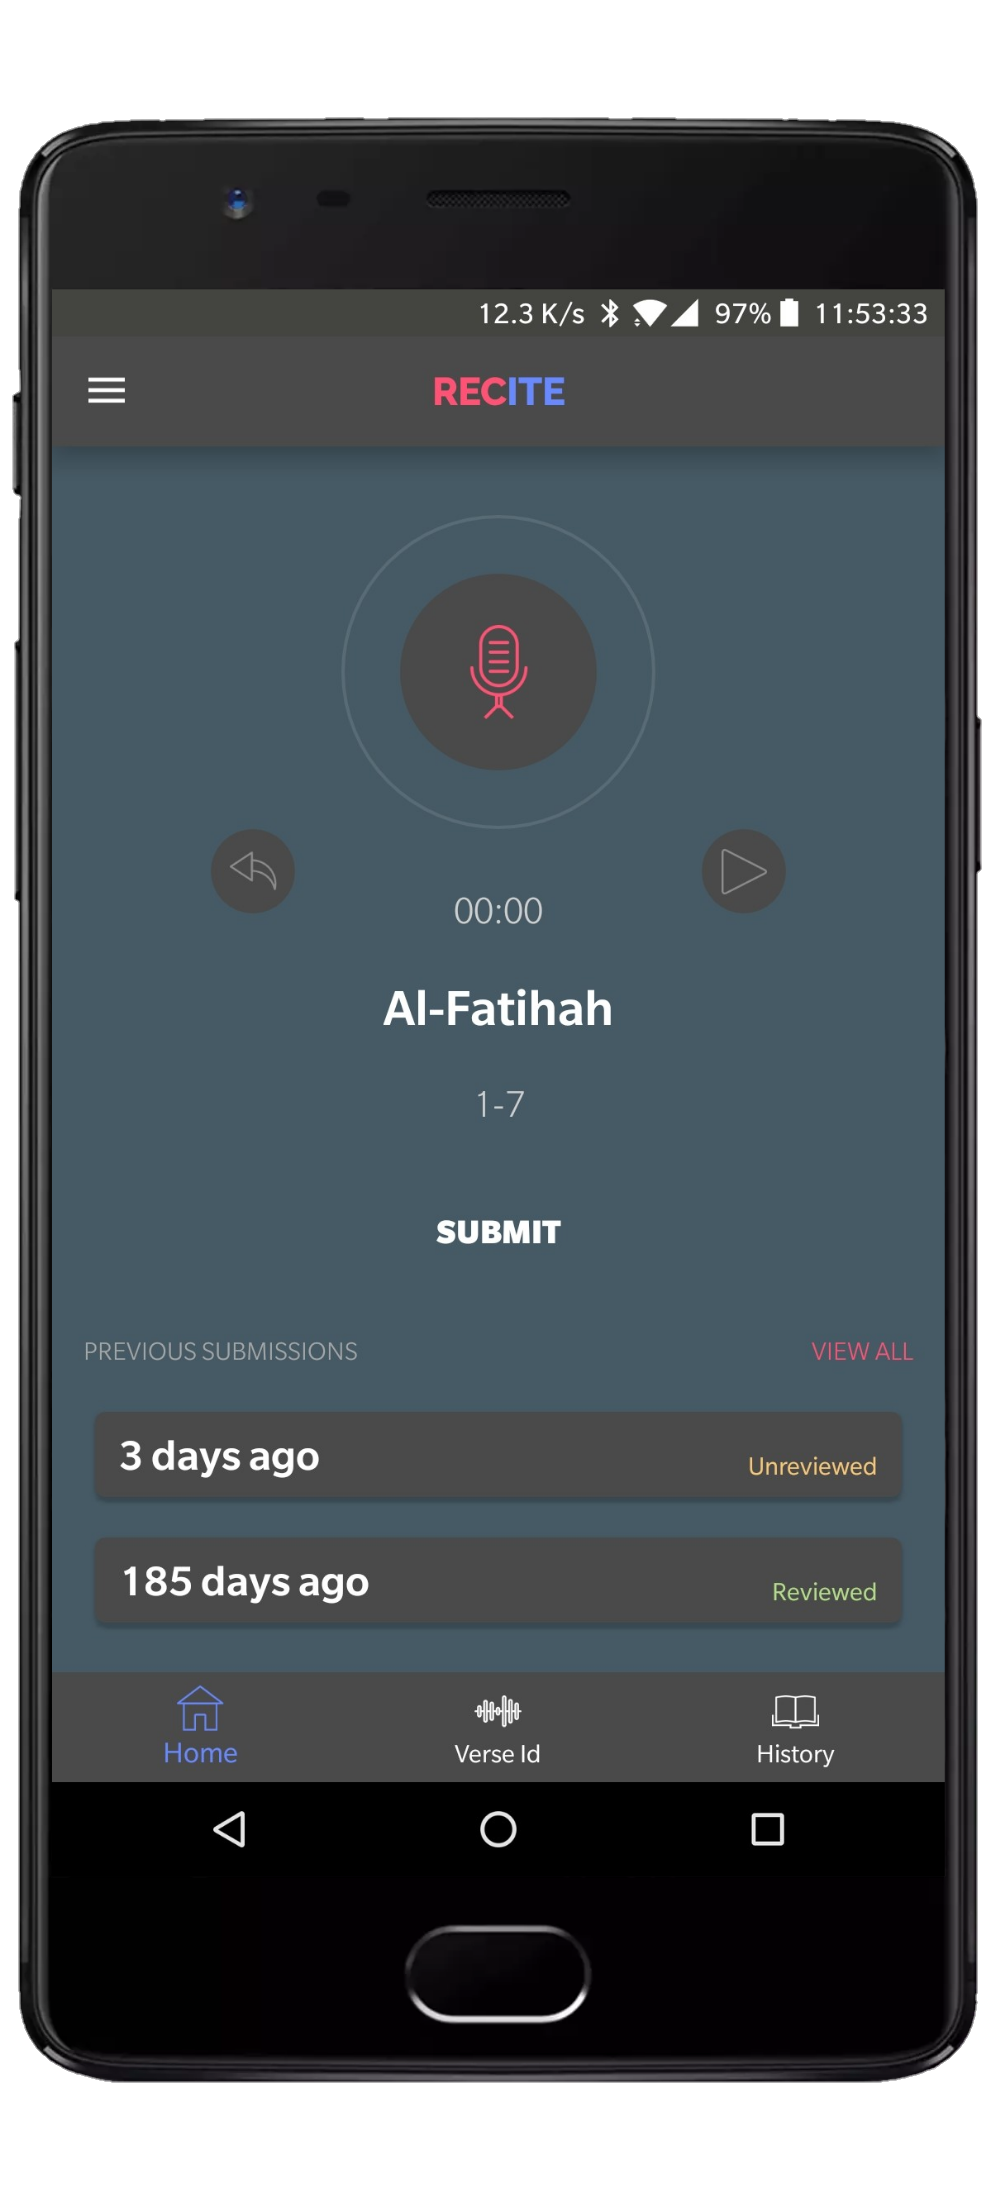 12.3 K/s 97% 11:53:33
RECITE
00:00
Al-Fatihah
1-7
SUBMIT
PREVIOUS SUBMISSIONS VIEW ALL
3 days ago Unreviewed
185 days ago Reviewed
Home Verse Id History